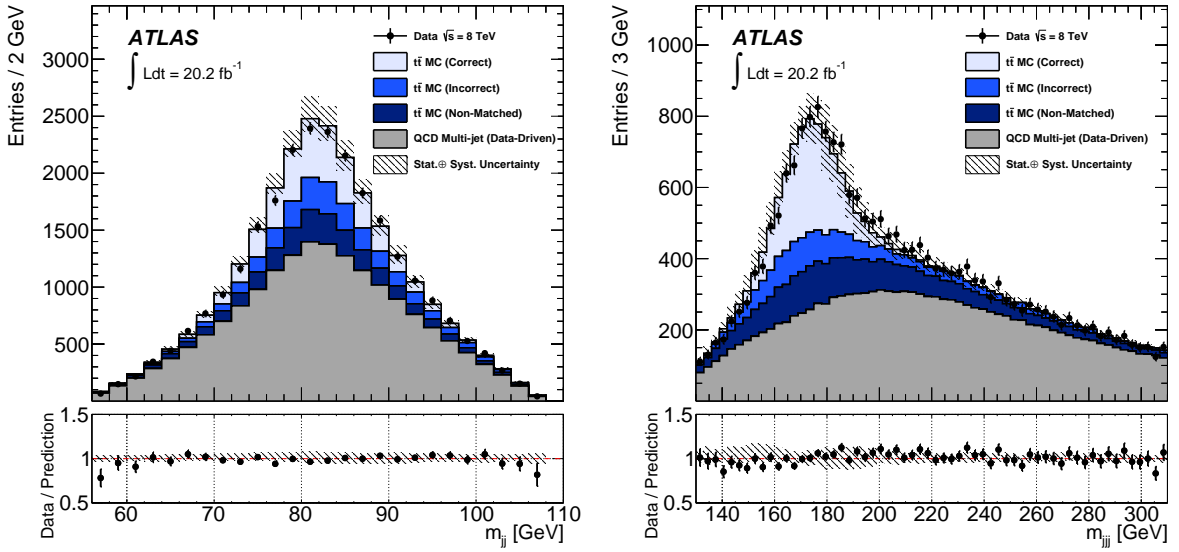 Entries / 2 GeV
ATLAS
∫ Ldt = 20.2 fb⁻¹
Data √s = 8 TeV
tt̄ MC (Correct)
tt̄ MC (Incorrect)
tt̄ MC (Non-Matched)
QCD Multi-jet (Data-Driven)
Stat.⊕ Syst. Uncertainty
3000
2500
2000
1500
1000
500
Data / Prediction
1.5
1
0.5
60 70 80 90 100 110
m_jj [GeV]
Entries / 3 GeV
ATLAS
∫ Ldt = 20.2 fb⁻¹
Data √s = 8 TeV
tt̄ MC (Correct)
tt̄ MC (Incorrect)
tt̄ MC (Non-Matched)
QCD Multi-jet (Data-Driven)
Stat.⊕ Syst. Uncertainty
1000
800
600
400
200
Data / Prediction
1.5
1
0.5
140 160 180 200 220 240 260 280 300
m_jjj [GeV]